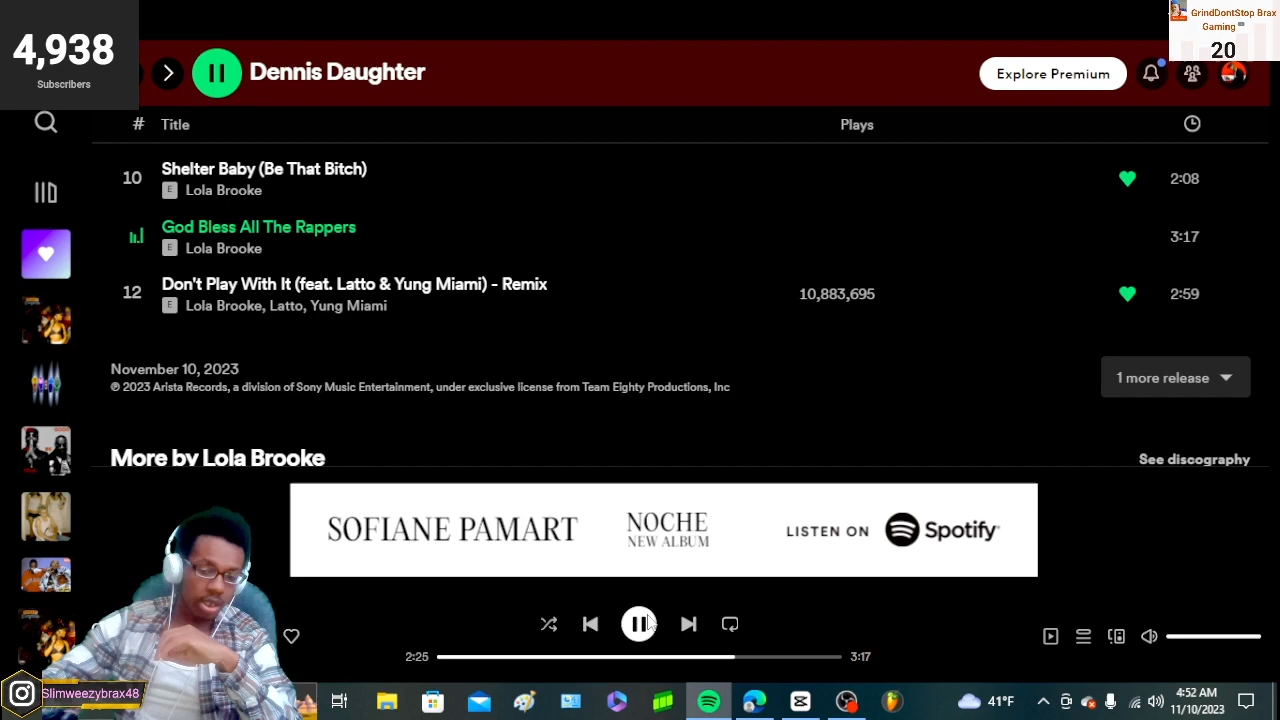 4,938
Subscribers
GrindDontStop Brax
Gaming
20
Dennis Daughter
Explore Premium
# Title Plays
10 Shelter Baby (Be That Bitch) 2:08
E Lola Brooke
God Bless All The Rappers 3:17
E Lola Brooke
12 Don't Play With It (feat. Latto & Yung Miami) - Remix 10,883,695 2:59
E Lola Brooke, Latto, Yung Miami
November 10, 2023
℗ 2023 Arista Records, a division of Sony Music Entertainment, under exclusive license from Team Eighty Productions, Inc
1 more release
More by Lola Brooke
See discography
SOFIANE PAMART
NOCHE
NEW ALBUM
LISTEN ON Spotify
2:25 3:17
Slimweezybrax48
41°F
4:52 AM
11/10/2023